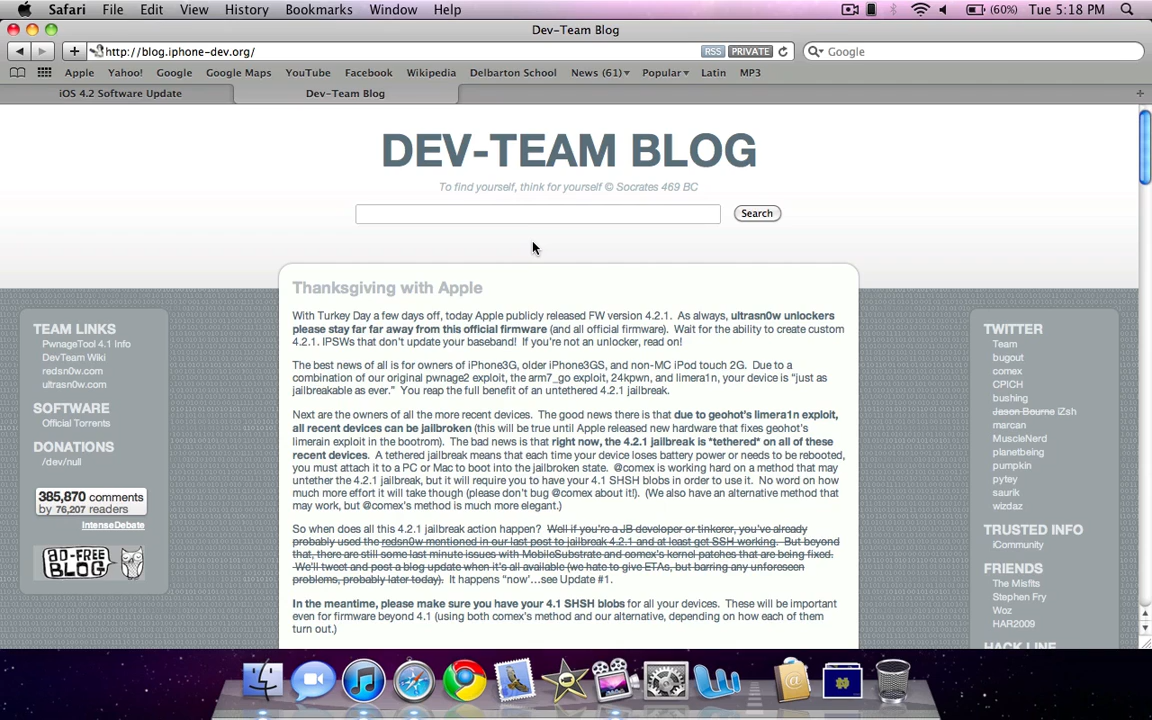 Safari File Edit View History Bookmarks Window Help (60%) Tue 5:18 PM
Dev-Team Blog
http://blog.iphone-dev.org/ RSS PRIVATE Google
Apple Yahoo! Google Google Maps YouTube Facebook Wikipedia Delbarton School News (61) Popular Latin MP3
iOS 4.2 Software Update Dev-Team Blog
DEV-TEAM BLOG
To find yourself, think for yourself © Socrates 469 BC
Search
TEAM LINKS
PwnageTool 4.1 Info
DevTeam Wiki
redsn0w.com
ultrasn0w.com
SOFTWARE
Official Torrents
DONATIONS
/dev/null
385,870 comments
by 76,207 readers
IntenseDebate
AD-FREE
BLOG
Thanksgiving with Apple
With Turkey Day a few days off, today Apple publicly released FW version 4.2.1. As always, ultrasn0w unlockers
please stay far far away from this official firmware (and all official firmware). Wait for the ability to create custom
4.2.1. IPSWs that don't update your baseband! If you're not an unlocker, read on!
The best news of all is for owners of iPhone3G, older iPhone3GS, and non-MC iPod touch 2G. Due to a
combination of our original pwnage2 exploit, the arm7_go exploit, 24kpwn, and limera1n, your device is "just as
jailbreakable as ever." You reap the full benefit of an untethered 4.2.1 jailbreak.
Next are the owners of all the more recent devices. The good news there is that due to geohot's limera1n exploit,
all recent devices can be jailbroken (this will be true until Apple released new hardware that fixes geohot's
limerain exploit in the bootrom). The bad news is that right now, the 4.2.1 jailbreak is *tethered* on all of these
recent devices. A tethered jailbreak means that each time your device loses battery power or needs to be rebooted,
you must attach it to a PC or Mac to boot into the jailbroken state. @comex is working hard on a method that may
untether the 4.2.1 jailbreak, but it will require you to have your 4.1 SHSH blobs in order to use it. No word on how
much more effort it will take though (please don't bug @comex about it!). (We also have an alternative method that
may work, but @comex's method is much more elegant.)
So when does all this 4.2.1 jailbreak action happen? Well if you're a JB developer or tinkerer, you've already
probably used the redsn0w mentioned in our last post to jailbreak 4.2.1 and at least get SSH working. But beyond
that, there are still some last minute issues with MobileSubstrate and comex's kernel patches that are being fixed.
We'll tweet and post a blog update when it's all available (we hate to give ETAs, but barring any unforeseen
problems, probably later today). It happens "now'...see Update #1.
In the meantime, please make sure you have your 4.1 SHSH blobs for all your devices. These will be important
even for firmware beyond 4.1 (using both comex's method and our alternative, depending on how each of them
turn out.)
TWITTER
Team
bugout
comex
CPICH
bushing
Jason Bourne iZsh
marcan
MuscleNerd
planetbeing
pumpkin
pytey
saurik
wizdaz
TRUSTED INFO
iCommunity
FRIENDS
The Misfits
Stephen Fry
Woz
HAR2009
HACK LINE